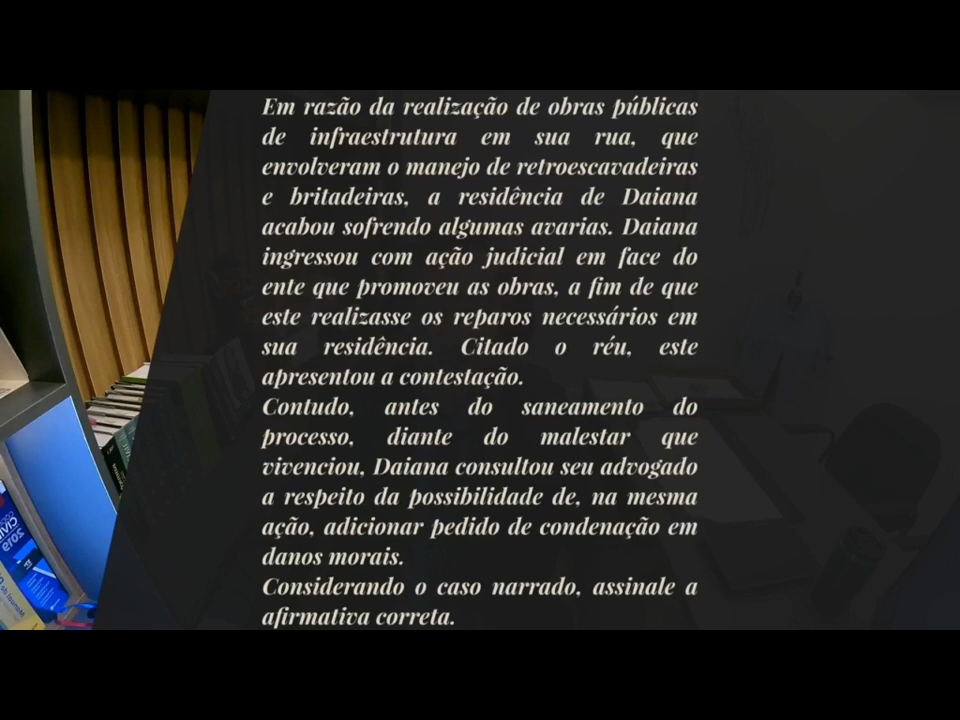 Em razão da realização de obras públicas
de infraestrutura em sua rua, que
envolveram o manejo de retroescavadeiras
e britadeiras, a residência de Daiana
acabou sofrendo algumas avarias. Daiana
ingressou com ação judicial em face do
ente que promoveu as obras, a fim de que
este realizasse os reparos necessários em
sua residência. Citado o réu, este
apresentou a contestação.
Contudo, antes do saneamento do
processo, diante do malestar que
vivenciou, Daiana consultou seu advogado
a respeito da possibilidade de, na mesma
ação, adicionar pedido de condenação em
danos morais.
Considerando o caso narrado, assinale a
afirmativa correta.
2019